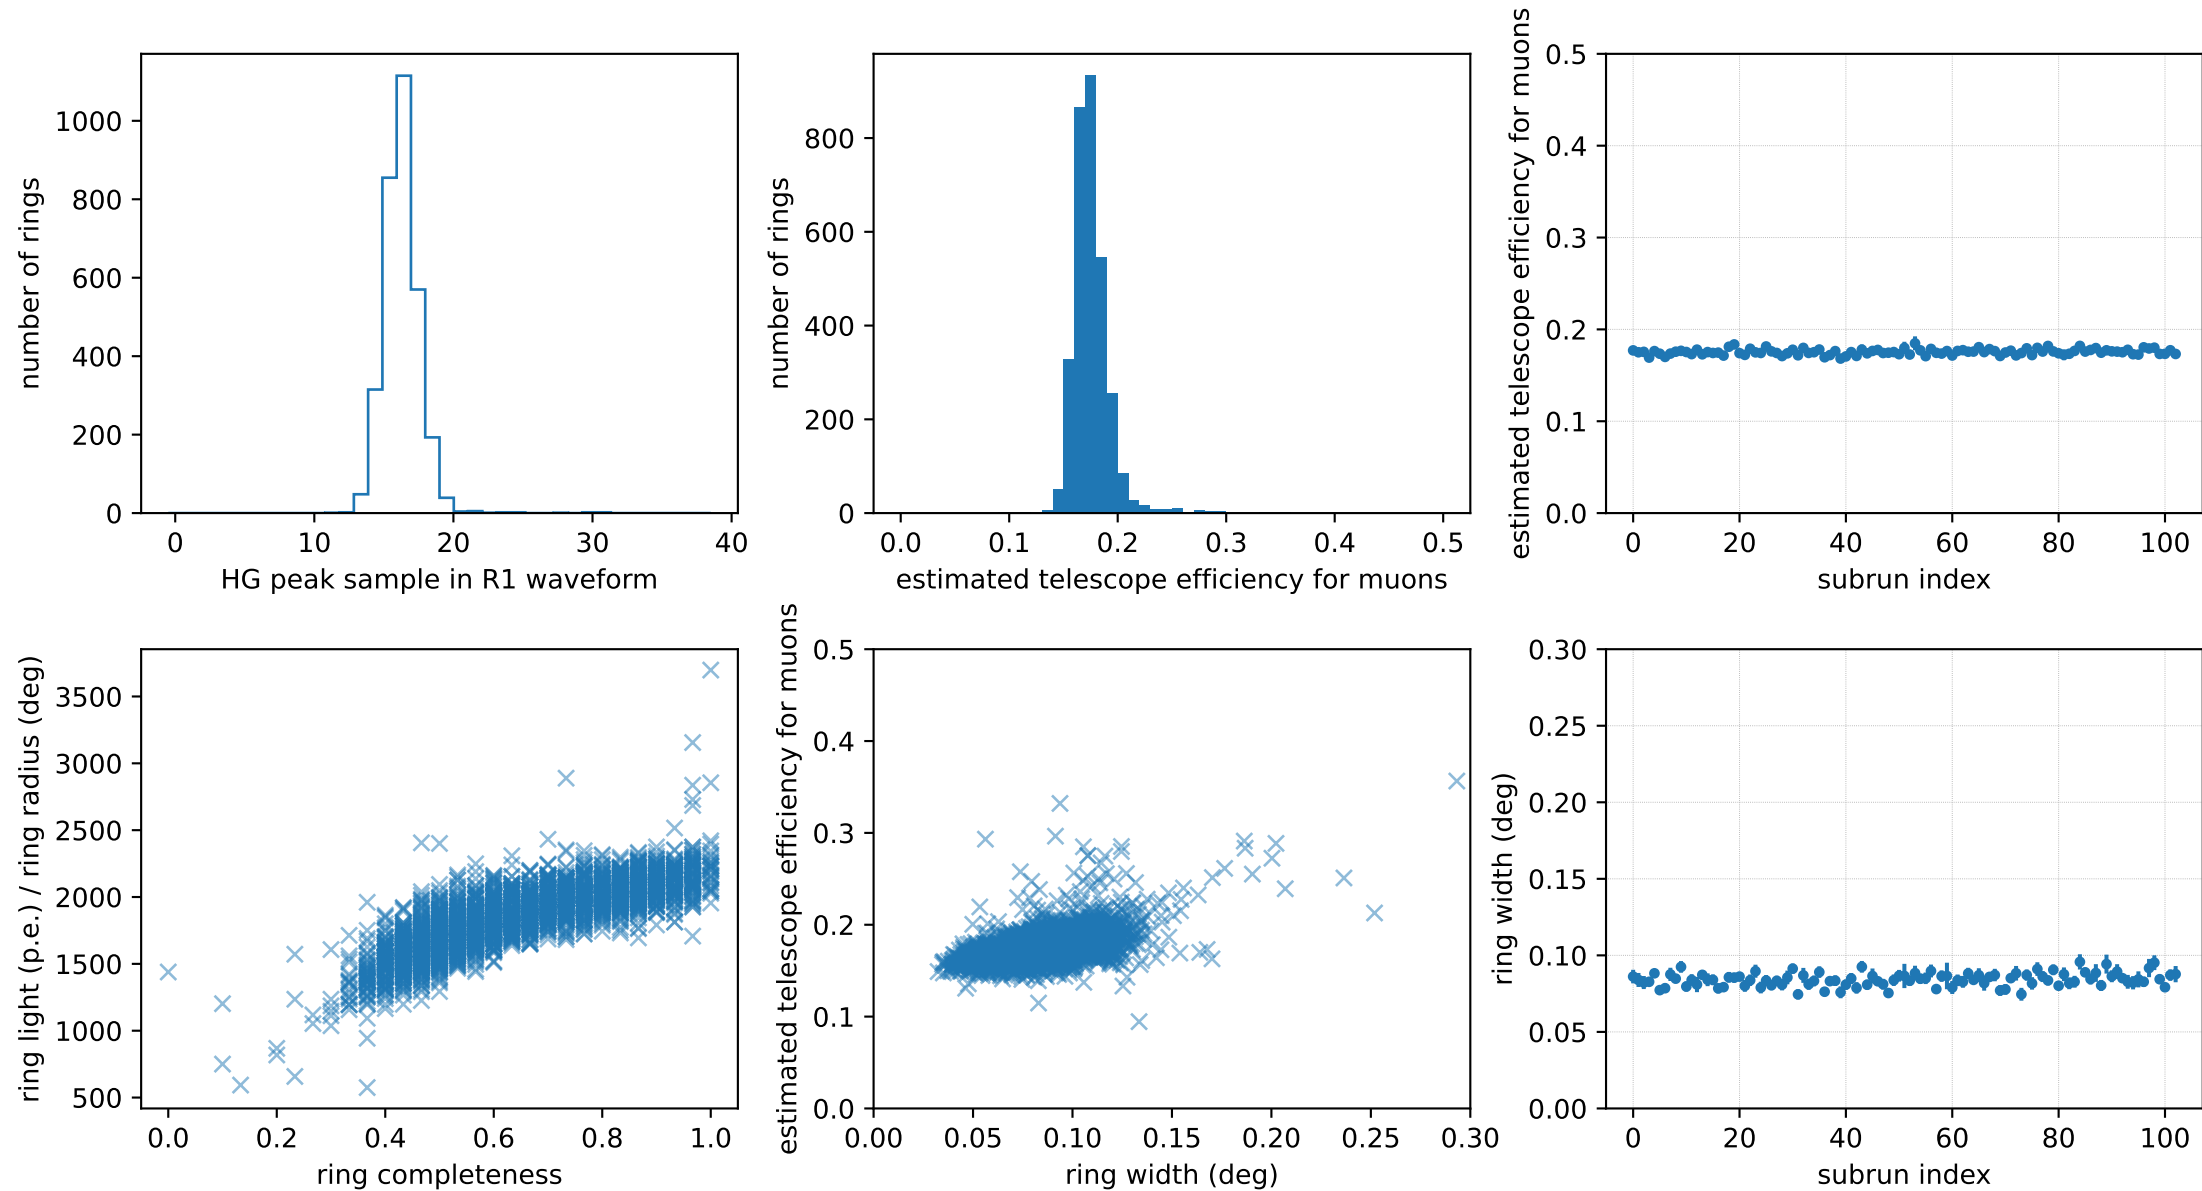 number of rings
1000
800
600
400
200
0
0 10 20 30 40
HG peak sample in R1 waveform
number of rings
800
600
400
200
0
0.0 0.1 0.2 0.3 0.4 0.5
estimated telescope efficiency for muons
estimated telescope efficiency for muons
0.5
0.4
0.3
0.2
0.1
0.0
0 20 40 60 80 100
subrun index
ring light (p.e.) / ring radius (deg)
3500
3000
2500
2000
1500
1000
500
0.0 0.2 0.4 0.6 0.8 1.0
ring completeness
estimated telescope efficiency for muons
0.5
0.4
0.3
0.2
0.1
0.0
0.00 0.05 0.10 0.15 0.20 0.25 0.30
ring width (deg)
ring width (deg)
0.30
0.25
0.20
0.15
0.10
0.05
0.00
0 20 40 60 80 100
subrun index